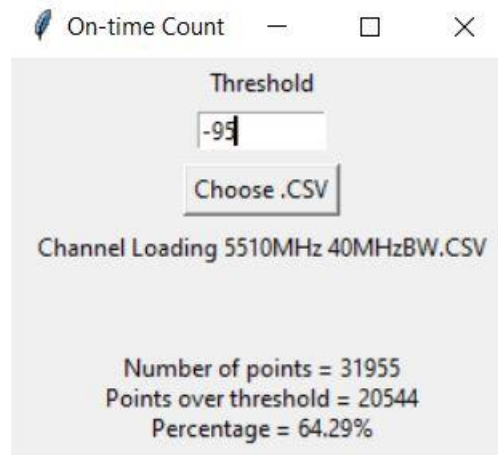 On-time Count
Threshold
-95
Choose .CSV
Channel Loading 5510MHz 40MHzBW.CSV
Number of points = 31955
Points over threshold = 20544
Percentage = 64.29%